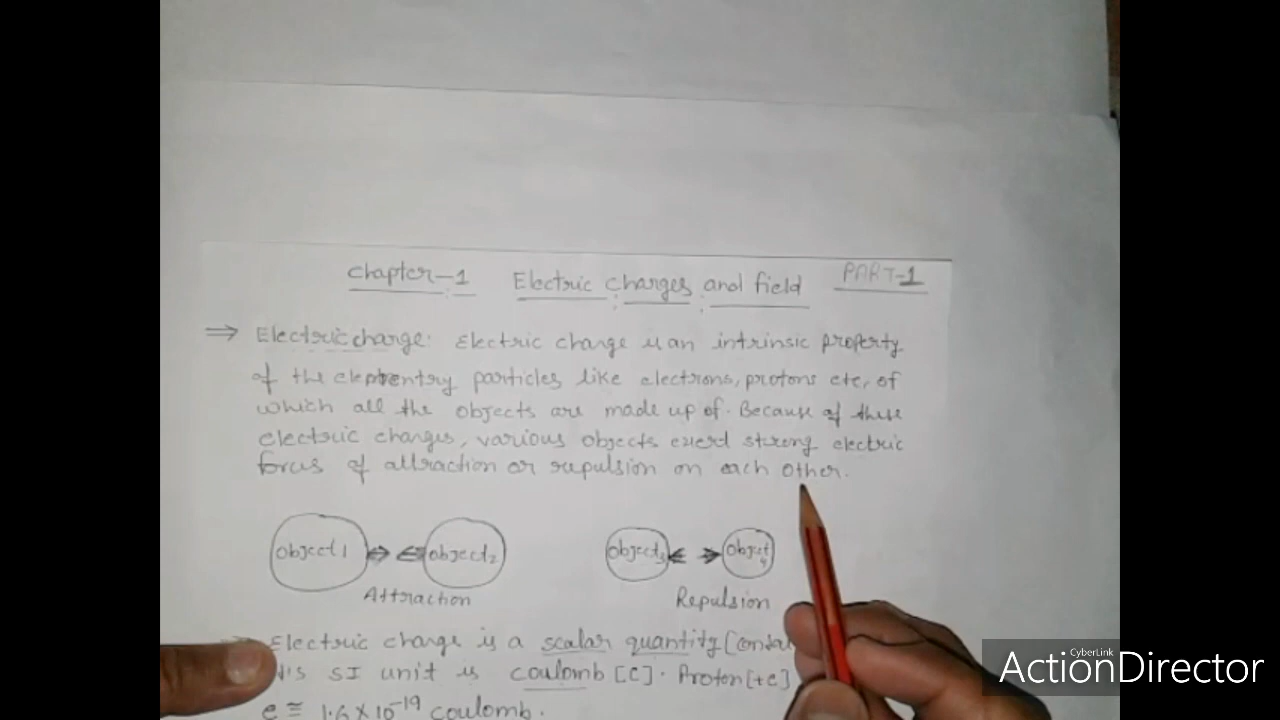 Chapter-1 Electric Charges and field PART-1
⇒ Electric charge: Electric charge is an intrinsic property
of the elementry particles like electrons, protons etc, of
which all the objects are made up of. Because of these
electric charges, various objects exerd strong electric
forces of attraction or repulsion on each other.
Object1 Object2 Object3 Object4
Attraction Repulsion
⇒ Electric charge is a scalar quantity
It's SI unit is coulomb [C]. Proton[+e]
e ≅ 1.6 X 10⁻¹⁹ coulomb.
CyberLink
ActionDirector